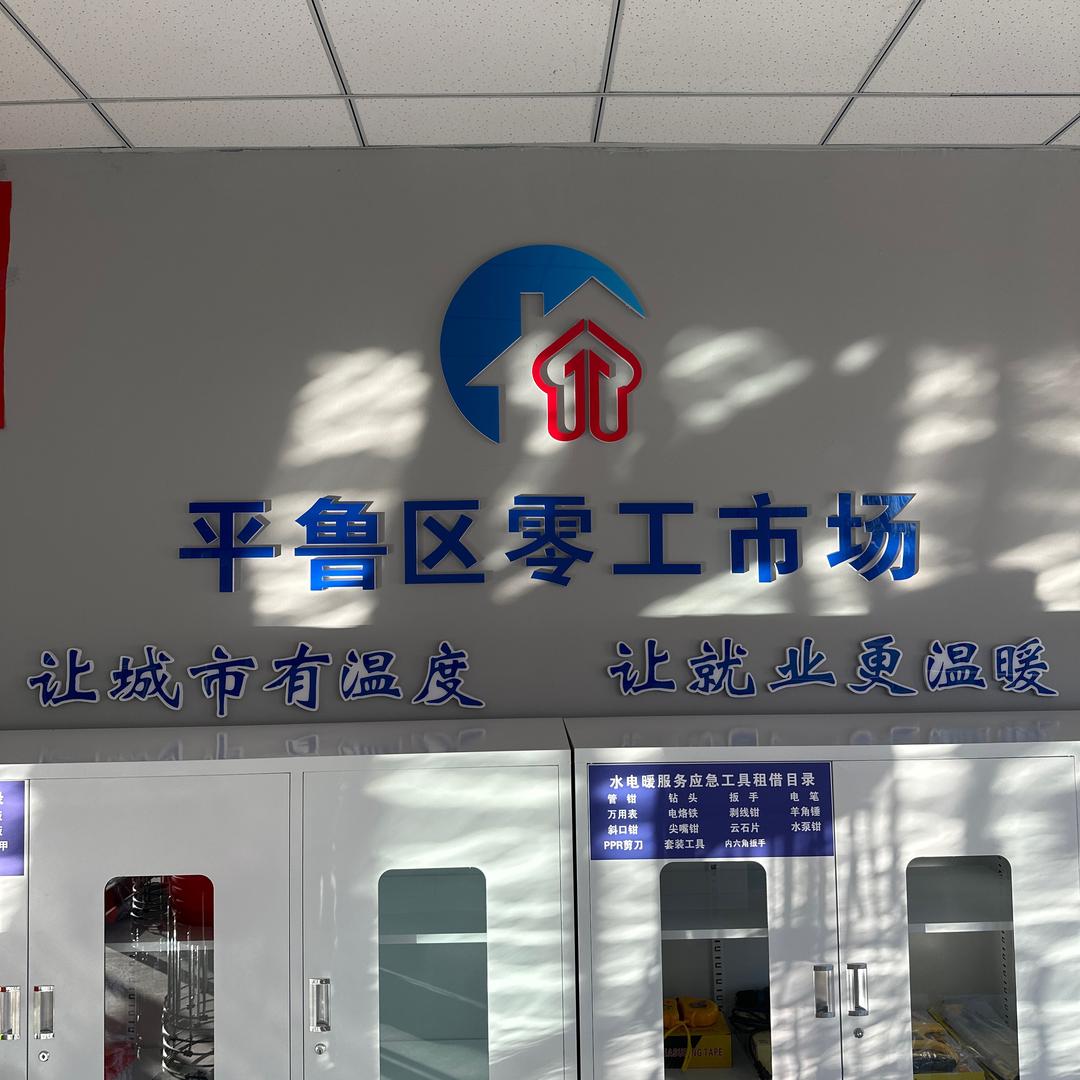 平鲁区零工市场
让城市有温度 让就业更温暖
水电暖服务应急工具租借目录
管钳 钻头 扳手 电笔
万用表 电烙铁 剥线钳 羊角锤
斜口钳 尖嘴钳 云石片 水泵钳
PPR剪刀 套装工具 内六角扳手
甲
TAPE